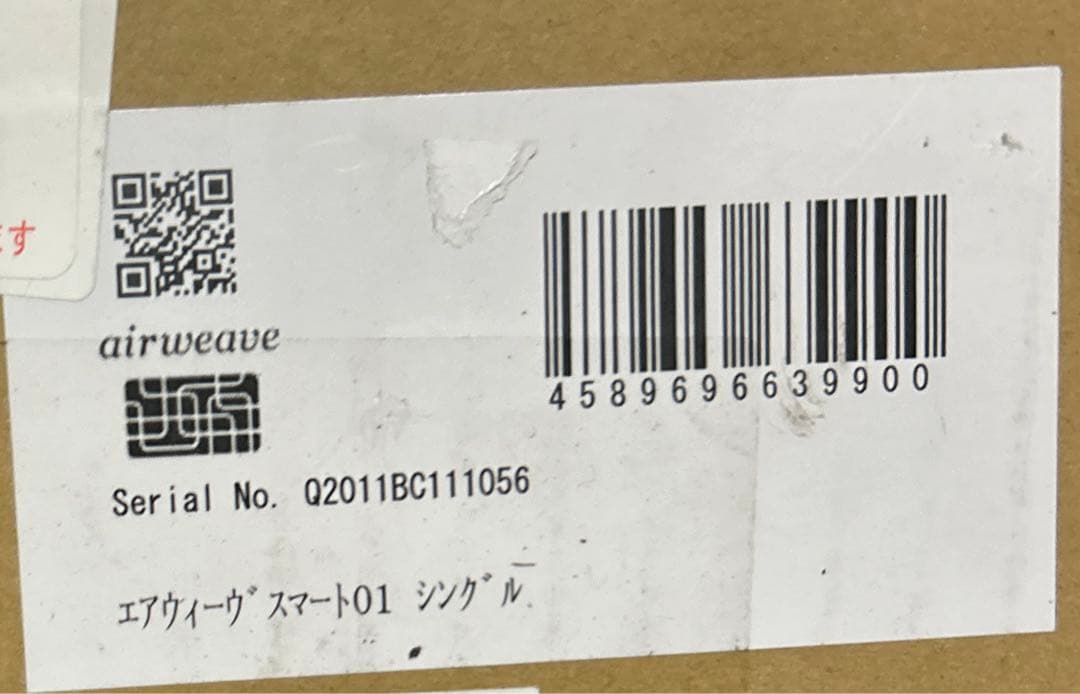 す
airweave
4589696639900
Serial No. Q2011BC111056
エアウィーヴ スマート01 シングル